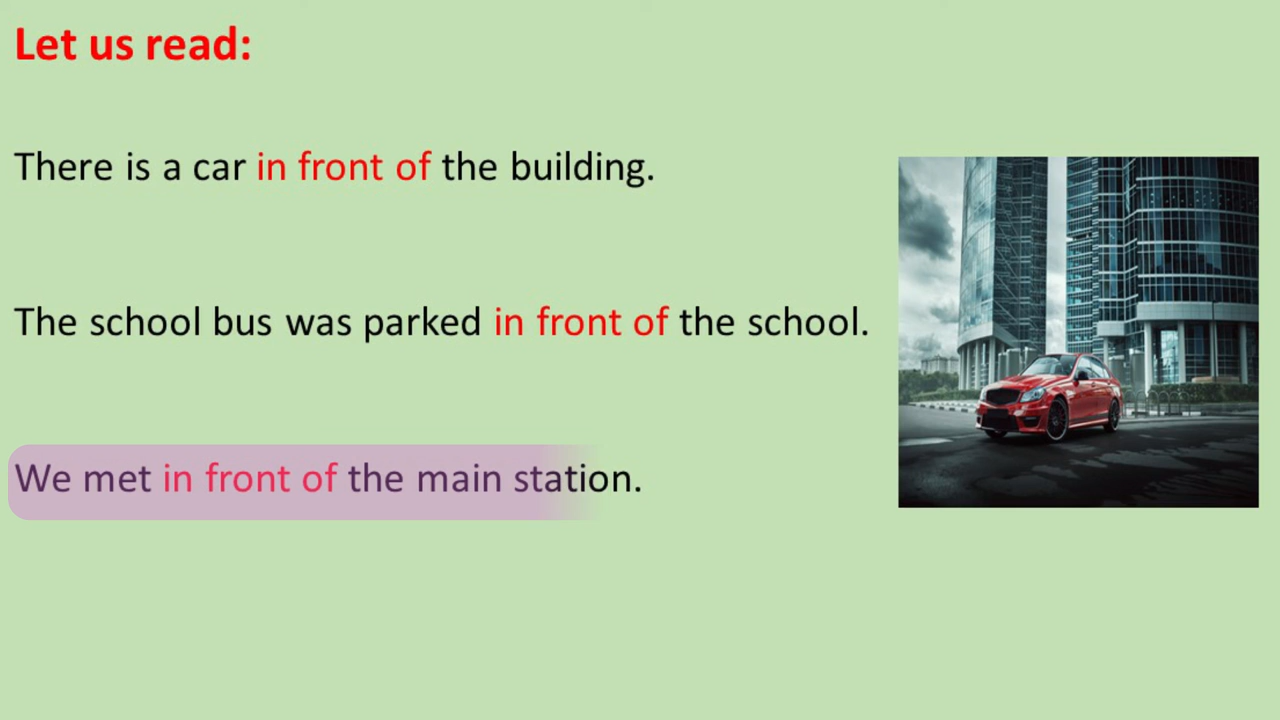 Let us read:
There is a car in front of the building.
The school bus was parked in front of the school.
We met in front of the main station.